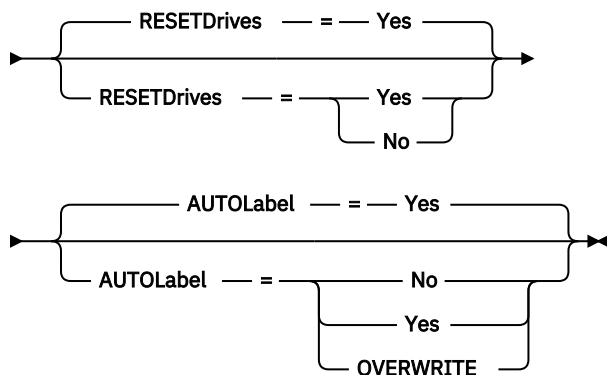 RESETDrives = Yes
RESETDrives = Yes
No
AUTOLabel = Yes
AUTOLabel = No
Yes
OVERWRITE